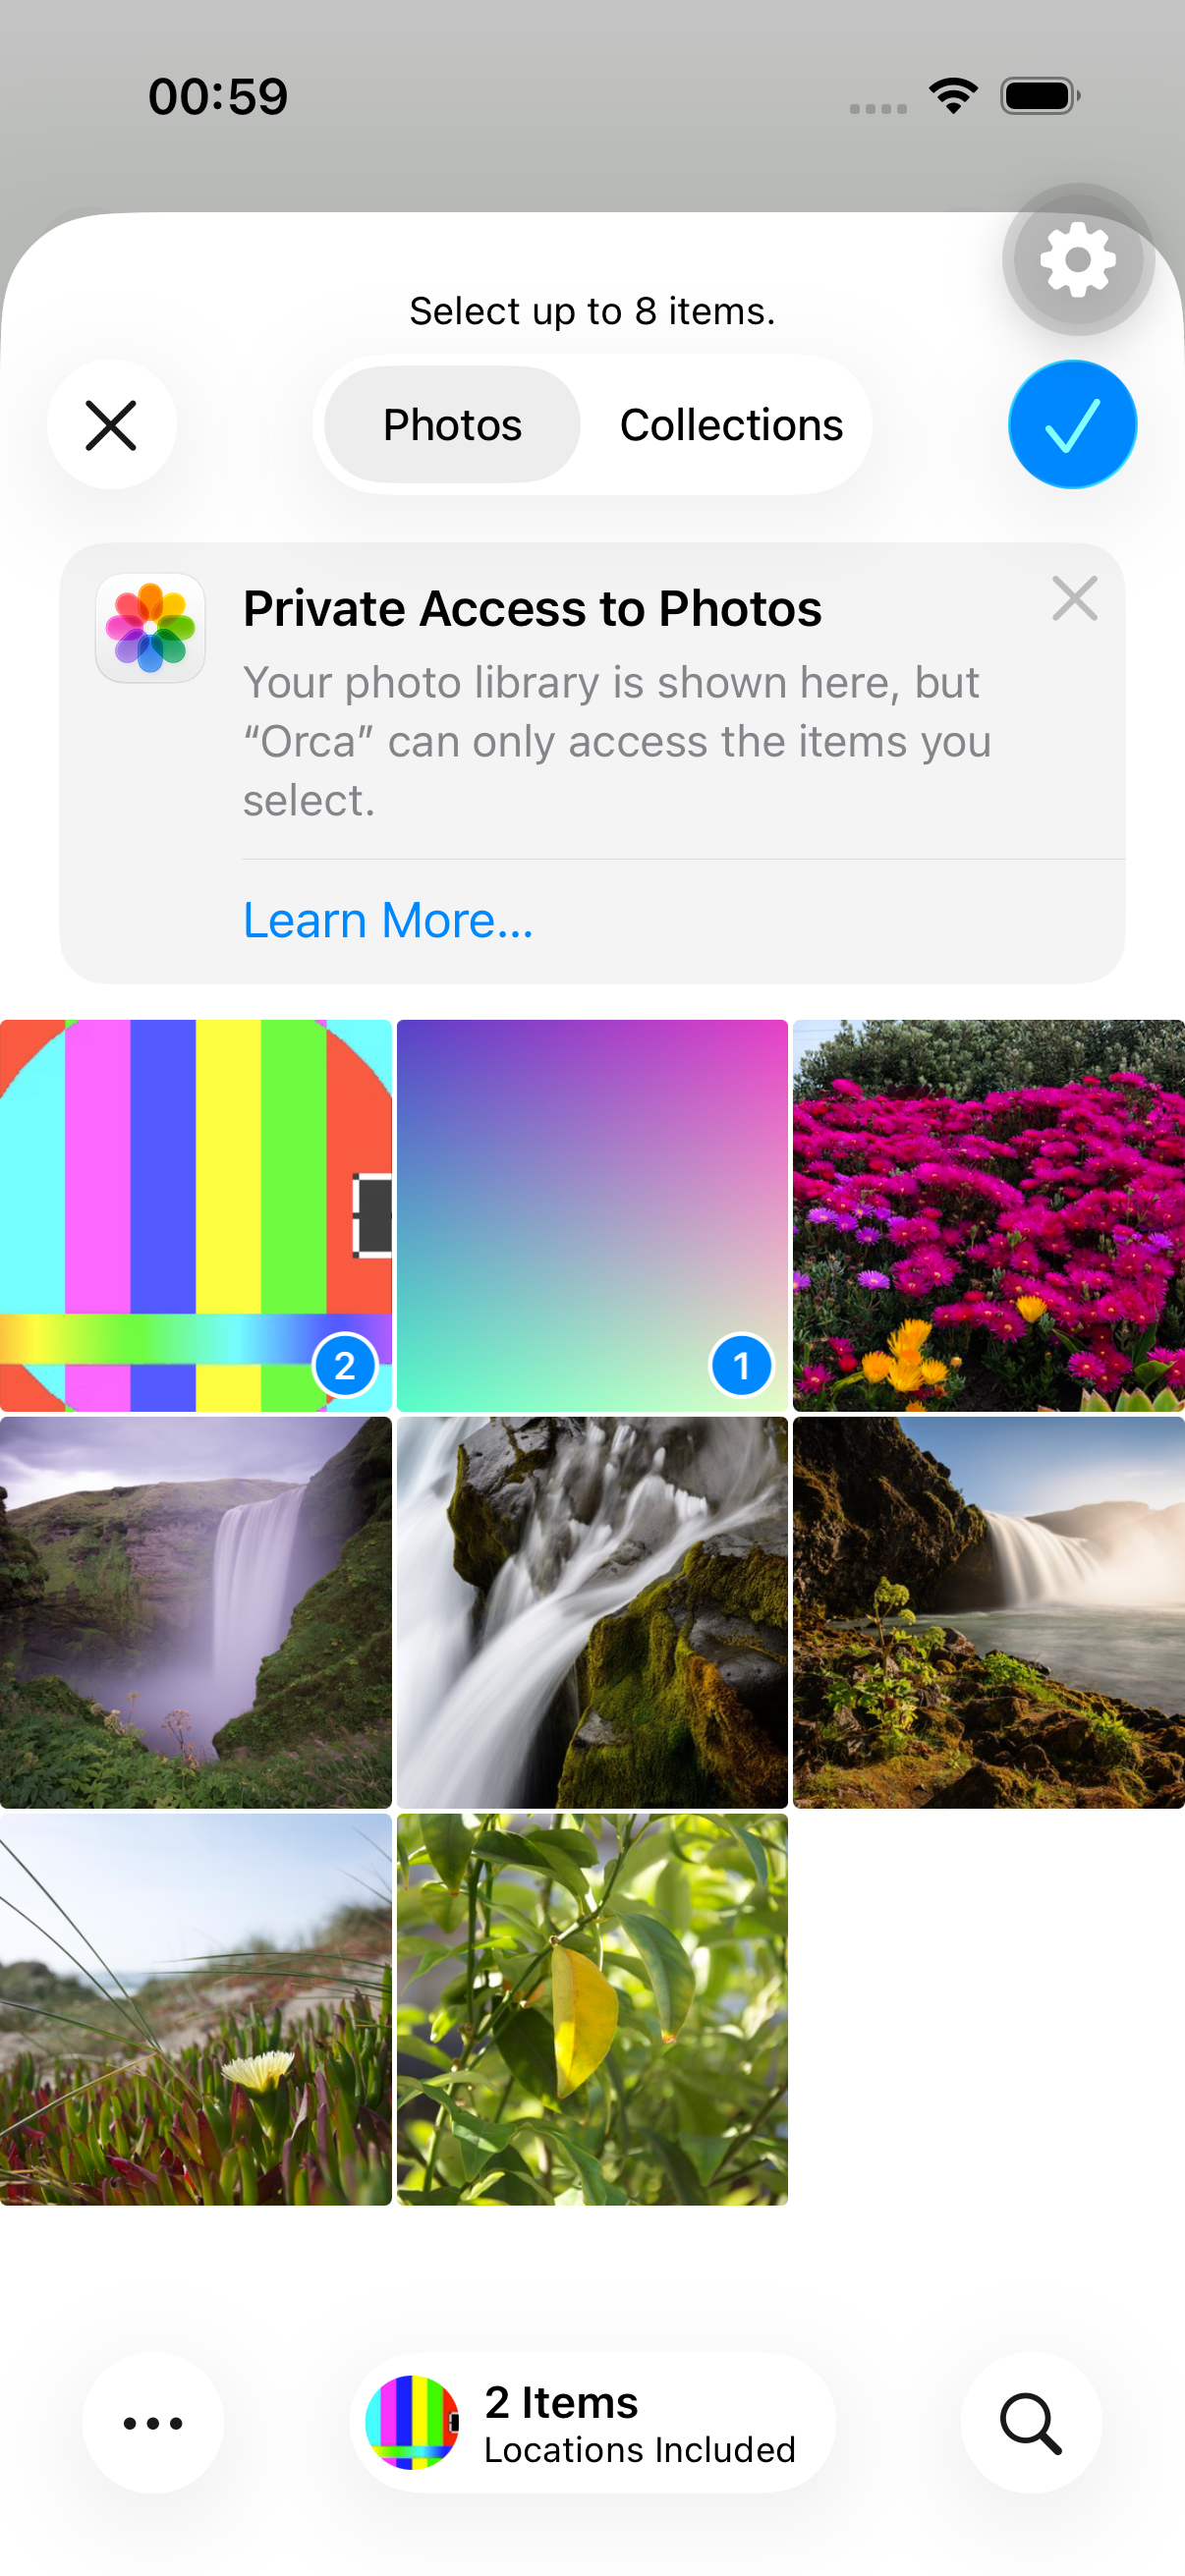 00:59
Select up to 8 items.
Photos
Collections
Private Access to Photos
Your photo library is shown here, but
“Orca” can only access the items you
select.
Learn More...
2
1
2 Items
Locations Included